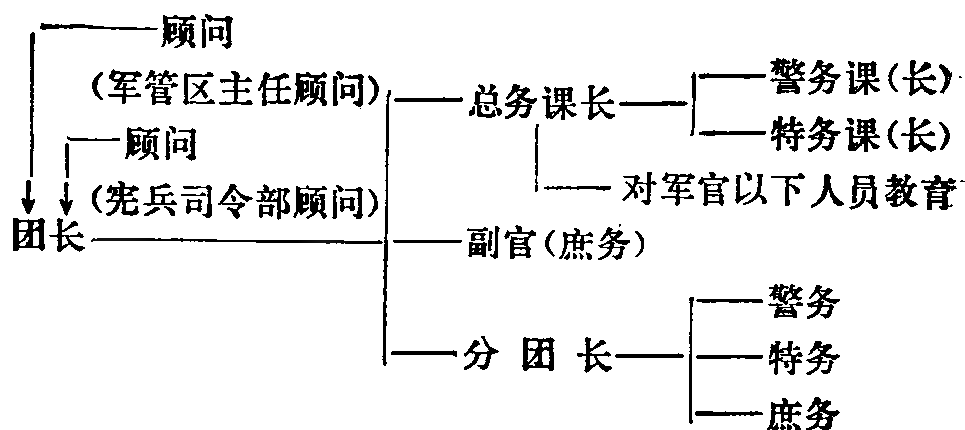 顾问
(军管区主任顾问)
顾问
(宪兵司令部顾问)
团长
总务课长
警务课(长)
特务课(长)
对军官以下人员教育
副官(庶务)
分团长
警务
特务
庶务